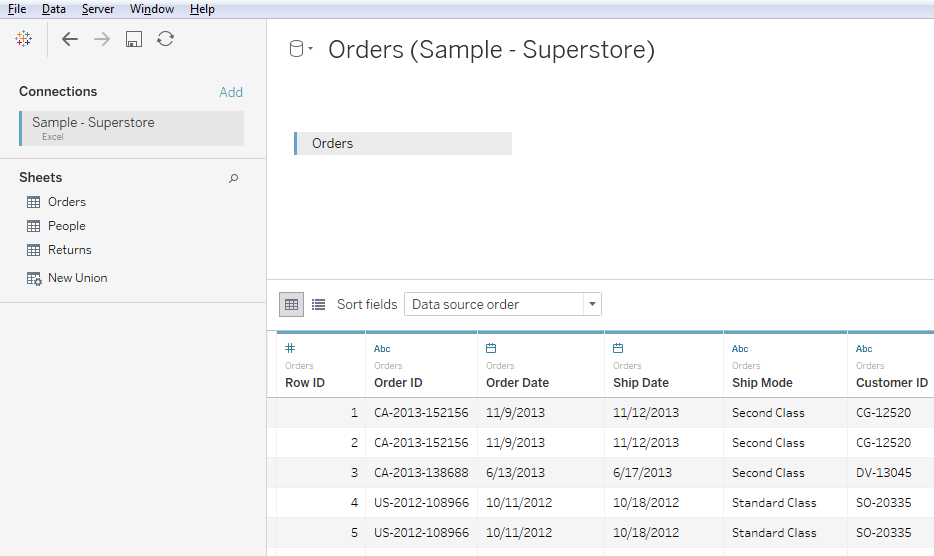 File Data Server Window Help
Orders (Sample - Superstore)
Connections Add
Sample - Superstore
Excel
Orders
Sheets
Orders
People
Returns
New Union
Sort fields Data source order
# Abc Abc Abc
Orders Orders Orders Orders Orders Orders
Row ID Order ID Order Date Ship Date Ship Mode Customer ID
1 CA-2013-152156 11/9/2013 11/12/2013 Second Class CG-12520
2 CA-2013-152156 11/9/2013 11/12/2013 Second Class CG-12520
3 CA-2013-138688 6/13/2013 6/17/2013 Second Class DV-13045
4 US-2012-108966 10/11/2012 10/18/2012 Standard Class SO-20335
5 US-2012-108966 10/11/2012 10/18/2012 Standard Class SO-20335